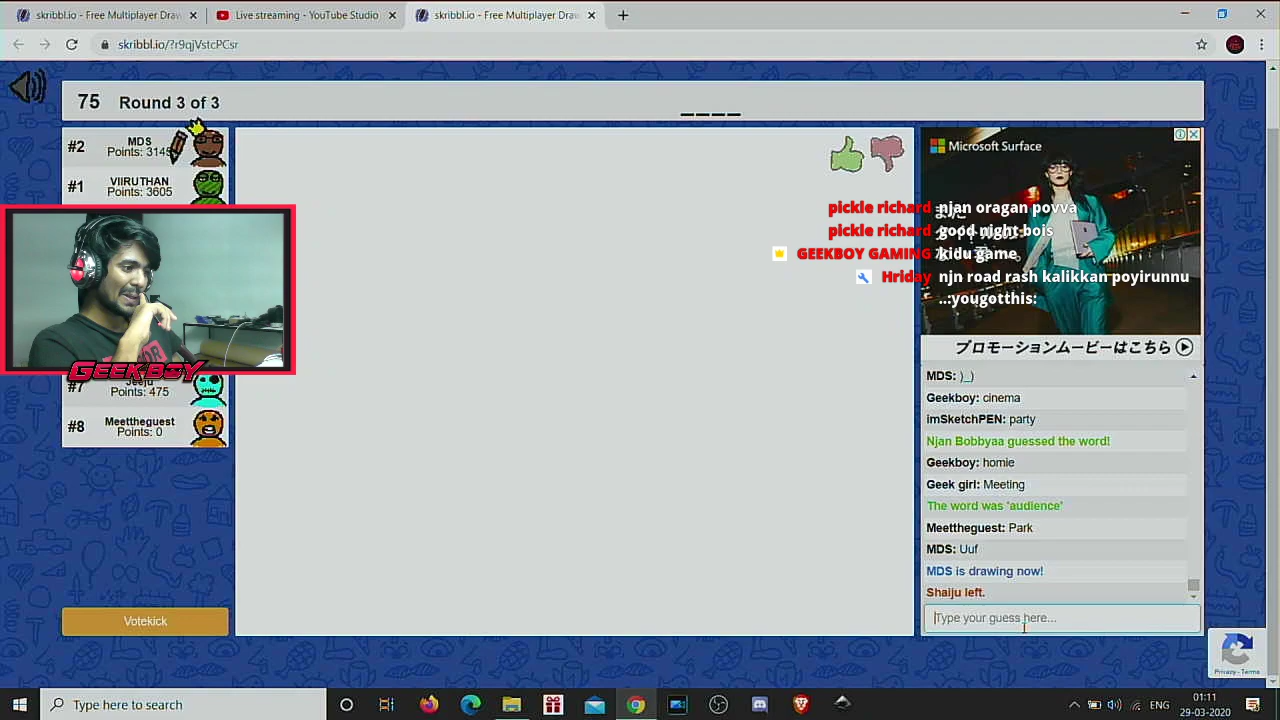 skribbl.io - Free Multiplayer Draw
Live streaming - YouTube Studio
skribbl.io - Free Multiplayer Draw
skribbl.io/?r9qjVstcPCsr
75 Round 3 of 3
#2 MDS
Points: 3145
#1 VIIRUTHAN
Points: 3605
GEEKBOY
#7 Jeeju
Points: 475
#8 Meettheguest
Points: 0
Votekick
Microsoft Surface
pickle richard njan oragan povva
pickle richard good night bois
GEEKBOY GAMING kidu game
Hriday njn road rash kalikkan poyirunnu
..:yougotthis:
プロモーションムービーはこちら
MDS: )_)
Geekboy: cinema
imSketchPEN: party
Njan Bobbyaa guessed the word!
Geekboy: homie
Geek girl: Meeting
The word was 'audience'
Meettheguest: Park
MDS: Uuf
MDS is drawing now!
Shaiju left.
Type your guess here...
Privacy - Terms
Type here to search
ENG
01:11
29-03-2020